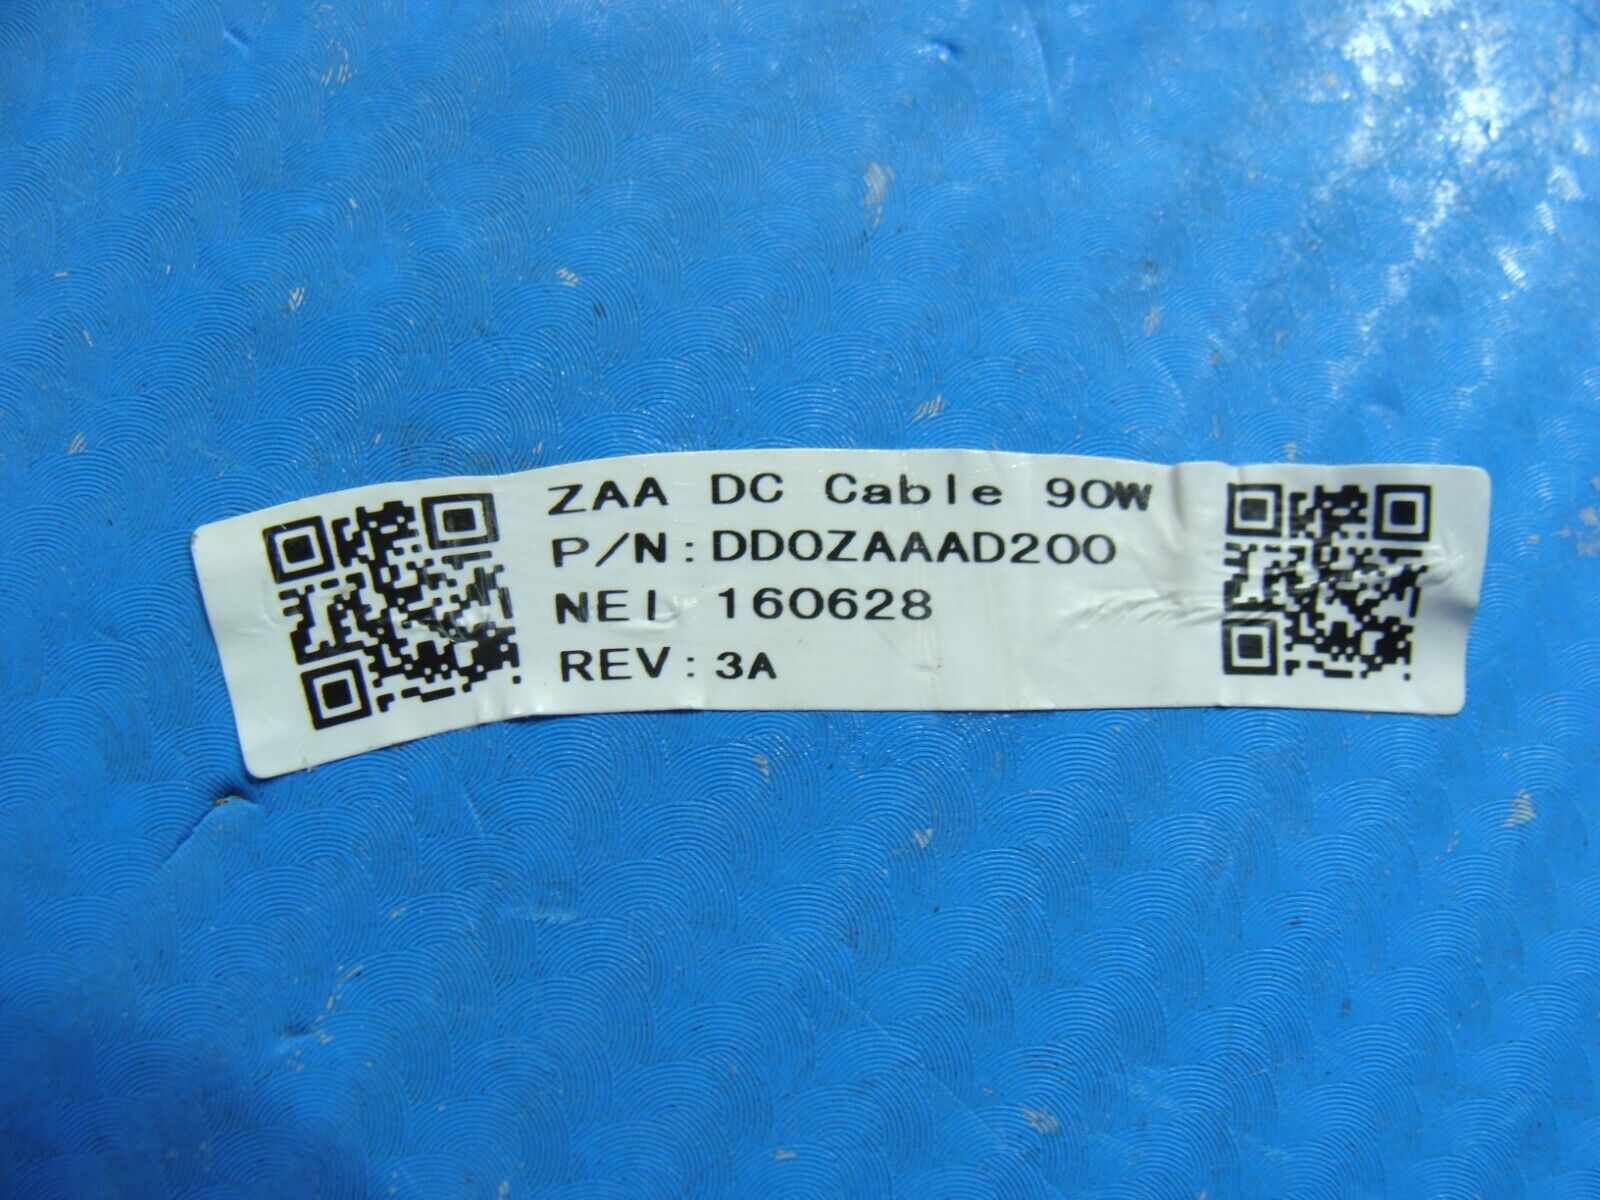 ZAA DC Cable 90W
P/N: DD0ZAAAD200
NEI 160628
REV: 3A